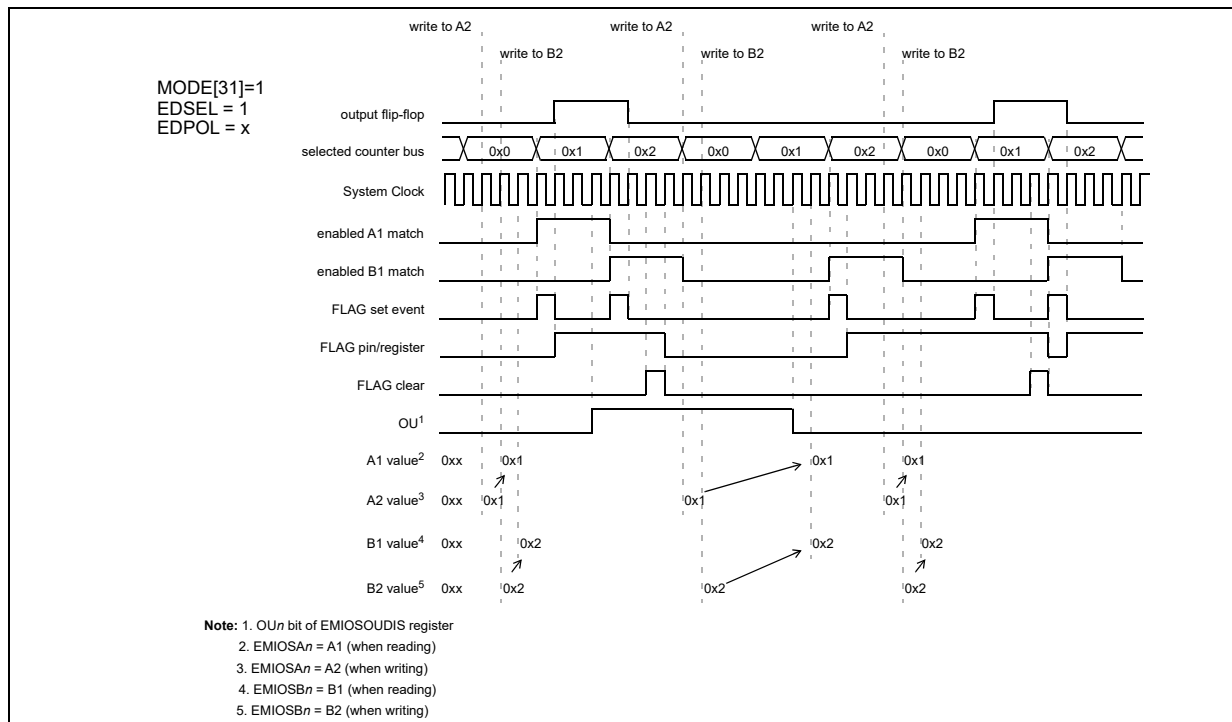 write to A2 write to A2 write to A2
write to B2 write to B2 write to B2
MODE[31]=1
EDSEL = 1
EDPOL = x
output flip-flop
selected counter bus 0x0 0x1 0x2 0x0 0x1 0x2 0x0 0x1 0x2
System Clock
enabled A1 match
enabled B1 match
FLAG set event
FLAG pin/register
FLAG clear
OU1
A1 value2 0xx 0x1 0x1 0x1
A2 value3 0xx 0x1 0x1 0x1
B1 value4 0xx 0x2 0x2 0x2
B2 value5 0xx 0x2 0x2 0x2
Note: 1. OUn bit of EMIOSOUDIS register
2. EMIOSAn = A1 (when reading)
3. EMIOSAn = A2 (when writing)
4. EMIOSBn = B1 (when reading)
5. EMIOSBn = B2 (when writing)